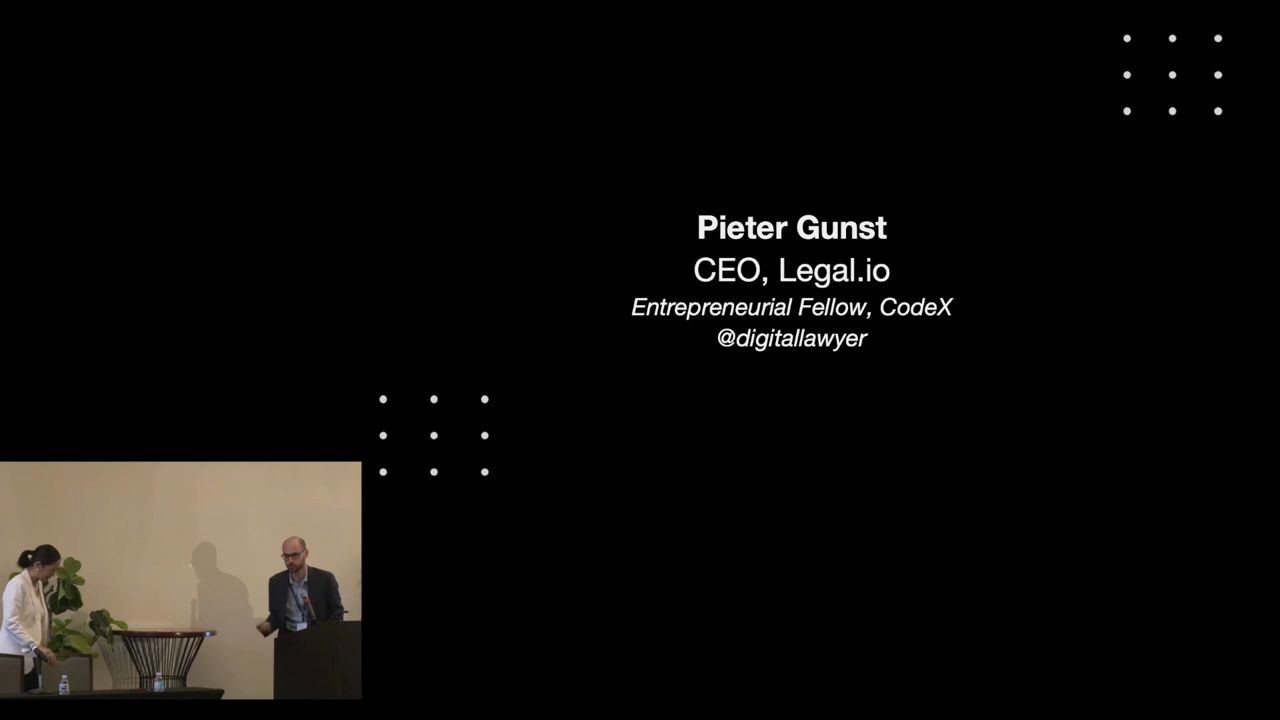 Pieter Gunst
CEO, Legal.io
Entrepreneurial Fellow, CodeX
@digitallawyer